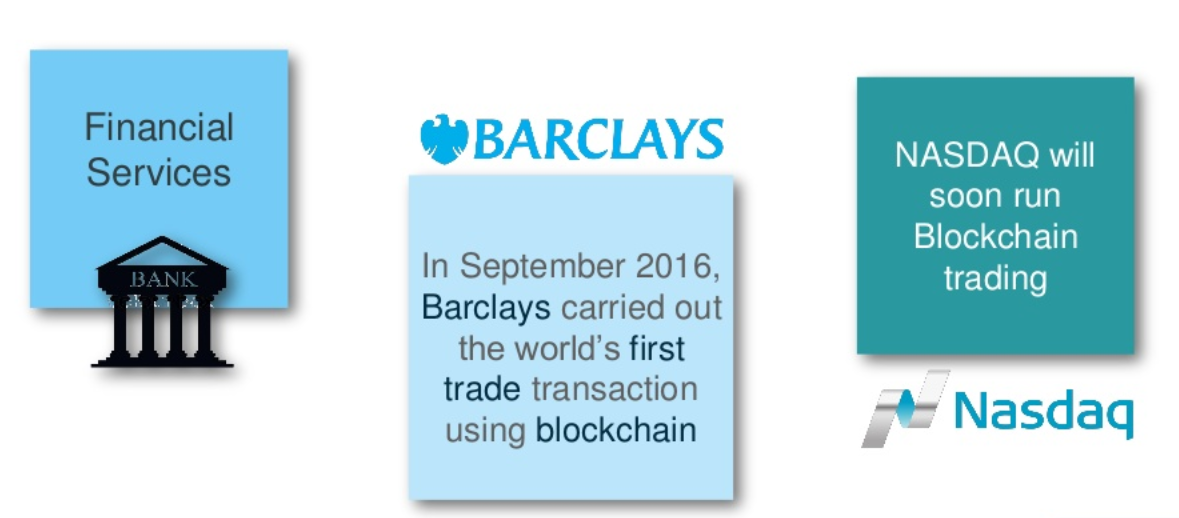 Financial
Services
BANK
BARCLAYS
In September 2016,
Barclays carried out
the world's first
trade transaction
using blockchain
NASDAQ will
soon run
Blockchain
trading
Nasdaq